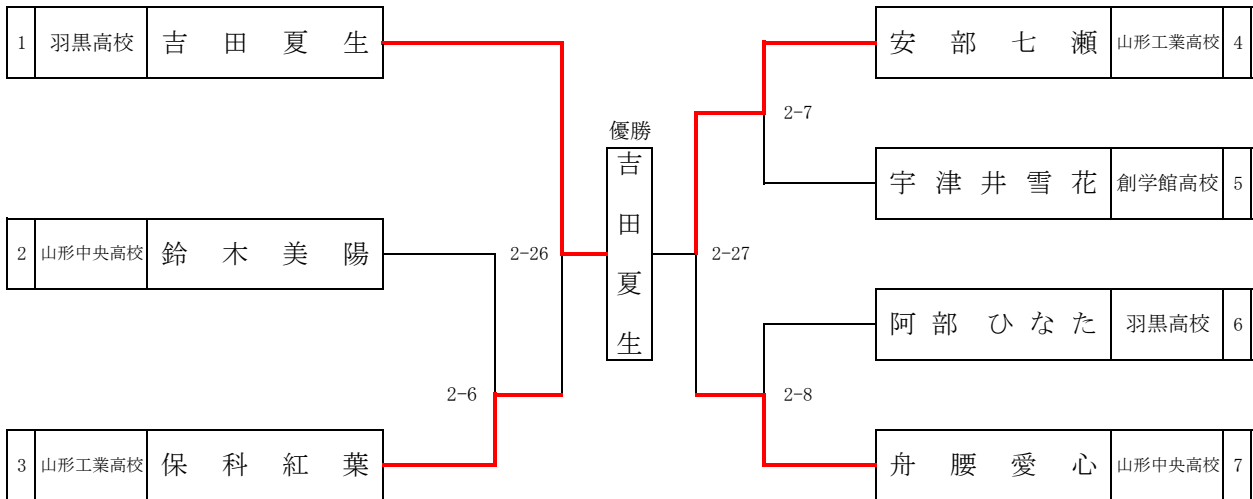 1 羽黒高校 吉田夏生
2 山形中央高校 鈴木美陽
3 山形工業高校 保科紅葉
2-26
2-6
優勝
吉田夏生
2-7
2-27
2-8
安部七瀬 山形工業高校 4
宇津井雪花 創学館高校 5
阿部ひなた 羽黒高校 6
舟腰愛心 山形中央高校 7